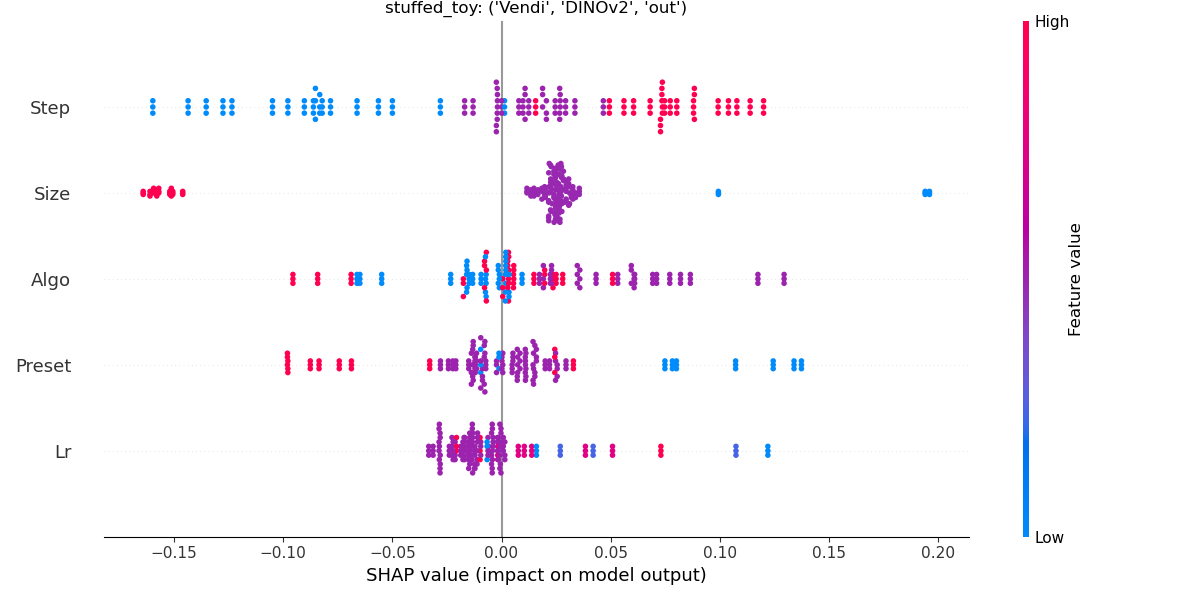 stuffed_toy: ('Vendi', 'DINOv2', 'out')
High
Step
Size
Algo
Preset
Lr
Feature value
Low
−0.15 −0.10 −0.05 0.00 0.05 0.10 0.15 0.20
SHAP value (impact on model output)